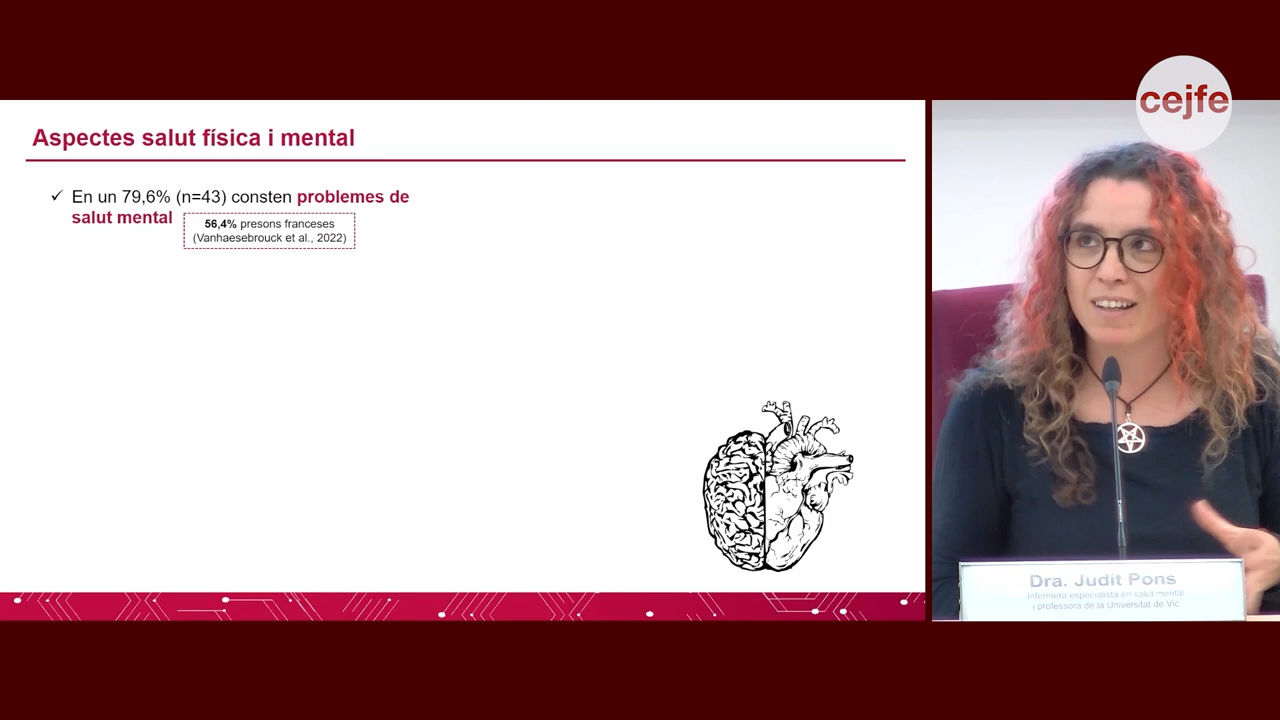 cejfe
Aspectes salut física i mental
✓ En un 79,6% (n=43) consten problemes de
salut mental
56,4% presons franceses
(Vanhaesebrouck et al., 2022)
Dra. Judit Pons
Infermera especialista en salut mental
i professora de la Universitat de Vic